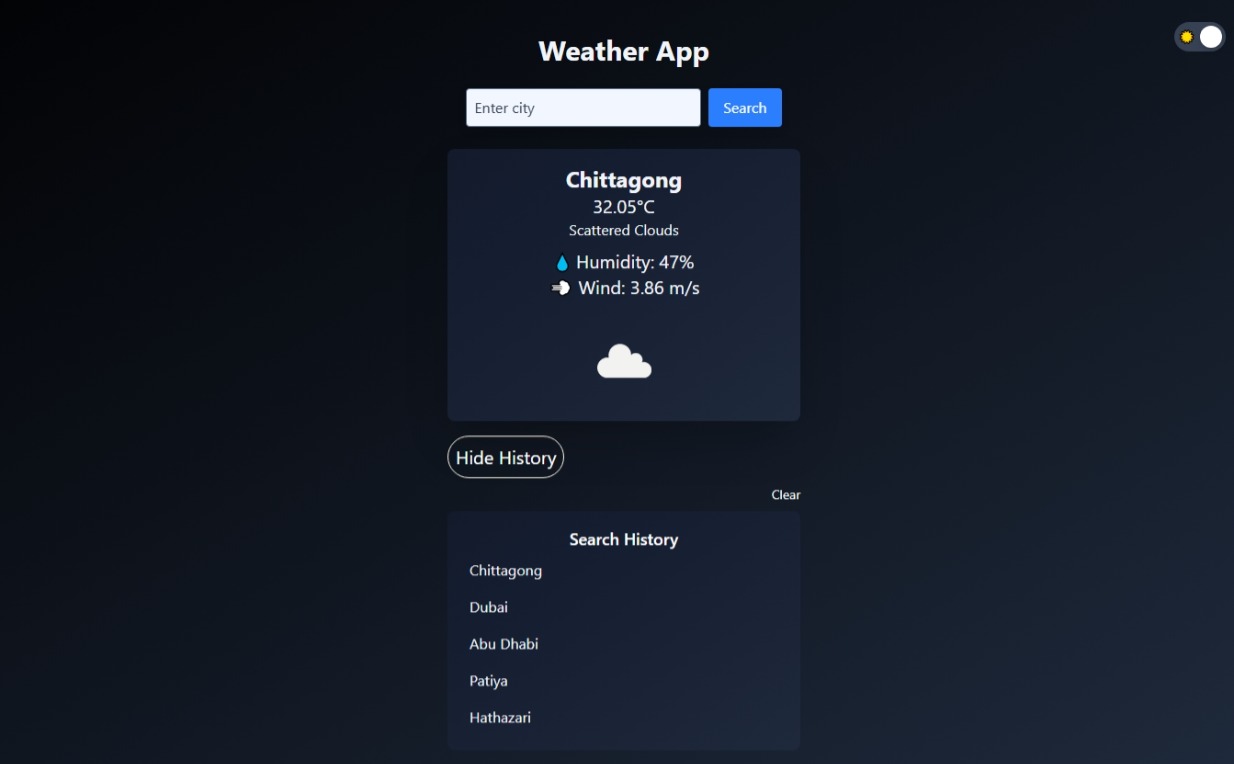 Weather App
Enter city
Search
Chittagong
32.05°C
Scattered Clouds
Humidity: 47%
Wind: 3.86 m/s
Hide History
Clear
Search History
Chittagong
Dubai
Abu Dhabi
Patiya
Hathazari